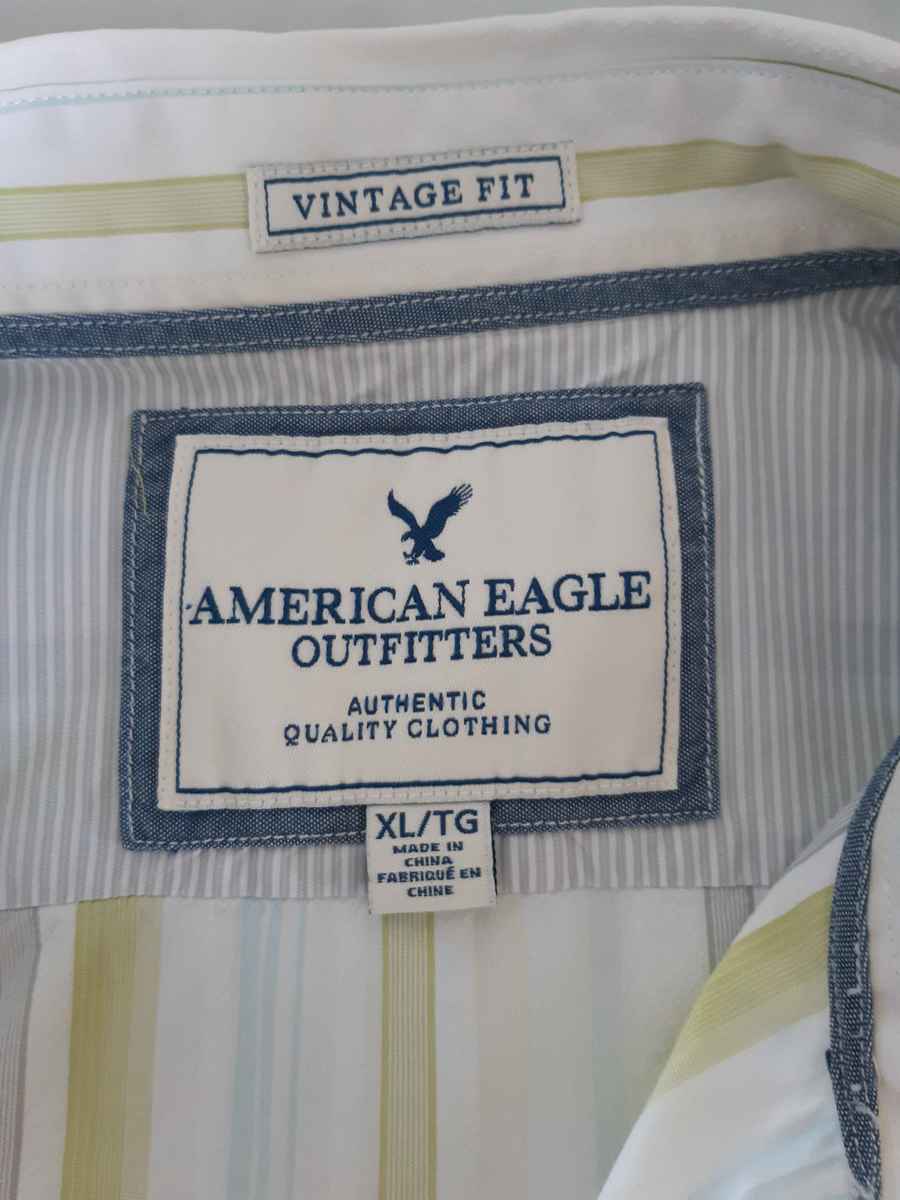 VINTAGE FIT
AMERICAN EAGLE
OUTFITTERS
AUTHENTIC
QUALITY CLOTHING
XL/TG
MADE IN
CHINA
FABRIQUÉ EN
CHINE